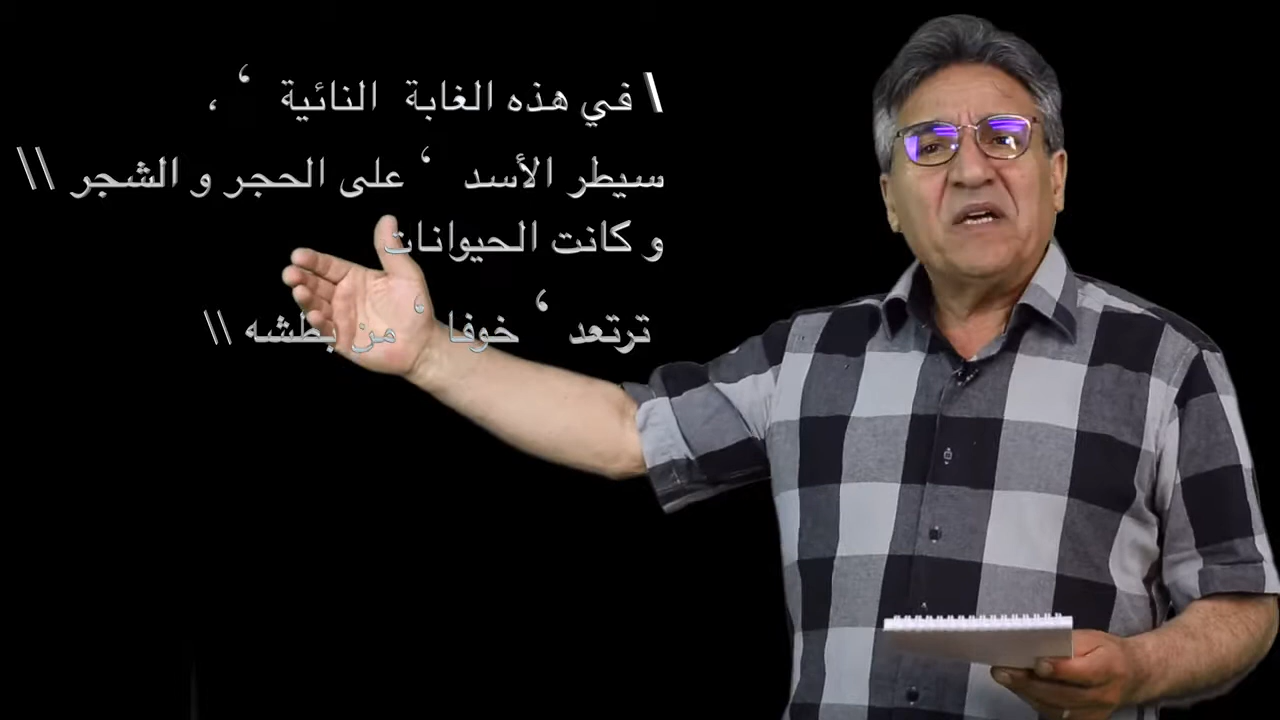 \ في هذه الغابة النائية ‘ ،
سيطر الأسد ‘ على الحجر و الشجر \\
و كانت الحيوانات
ترتعد ‘ خوفا ‘ من بطشه \\